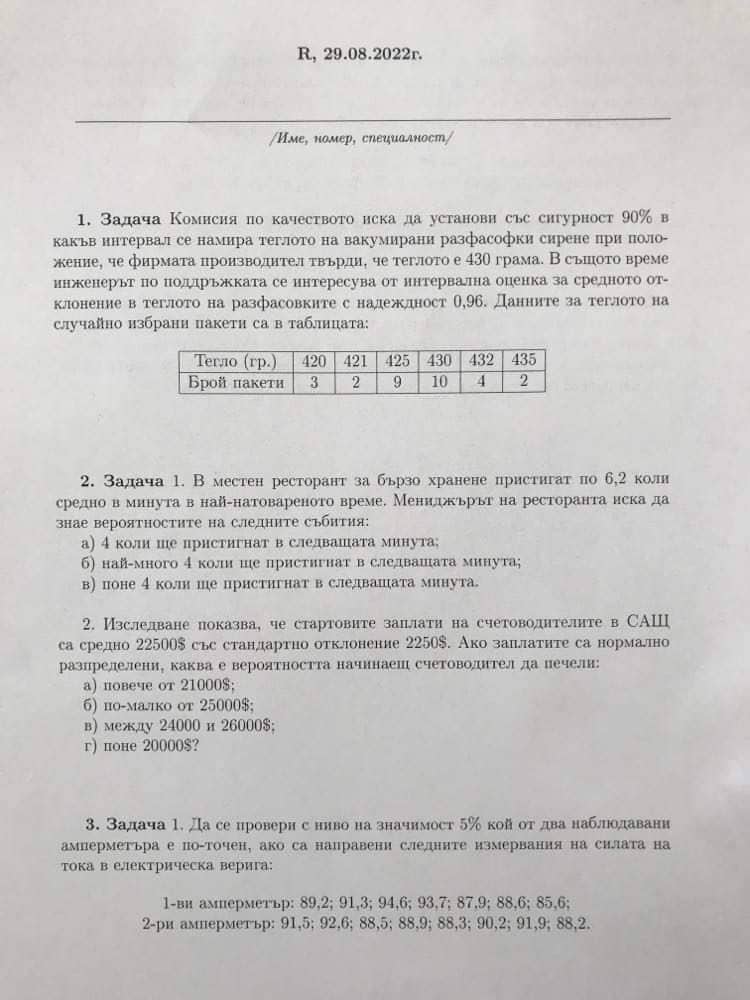 R, 29.08.2022г.
/Име, номер, специалност/
1. Задача Комисия по качеството иска да установи със сигурност 90% в
какъв интервал се намира теглото на вакумирани разфасофки сирене при поло-
жение, че фирмата производител твърди, че теглото е 430 грама. В същото време
инженерът по поддръжката се интересува от интервална оценка за средното от-
клонение в теглото на разфасовките с надеждност 0,96. Данните за теглото на
случайно избрани пакети са в таблицата:
Тегло (гр.) 420 421 425 430 432 435
Брой пакети 3 2 9 10 4 2
2. Задача 1. В местен ресторант за бързо хранене пристигат по 6,2 коли
средно в минута в най-натовареното време. Мениджърът на ресторанта иска да
знае вероятностите на следните събития:
а) 4 коли ще пристигнат в следващата минута;
б) най-много 4 коли ще пристигнат в следващата минута;
в) поне 4 коли ще пристигнат в следващата минута.
2. Изследване показва, че стартовите заплати на счетоводителите в САЩ
са средно 22500$ със стандартно отклонение 2250$. Ако заплатите са нормално
разпределени, каква е вероятността начинаещ счетоводител да печели:
а) повече от 21000$;
б) по-малко от 25000$;
в) между 24000 и 26000$;
г) поне 20000$?
3. Задача 1. Да се провери с ниво на значимост 5% кой от два наблюдавани
амперметъра е по-точен, ако са направени следните измервания на силата на
тока в електрическа верига:
1-ви амперметър: 89,2; 91,3; 94,6; 93,7; 87,9; 88,6; 85,6;
2-ри амперметър: 91,5; 92,6; 88,5; 88,9; 88,3; 90,2; 91,9; 88,2.